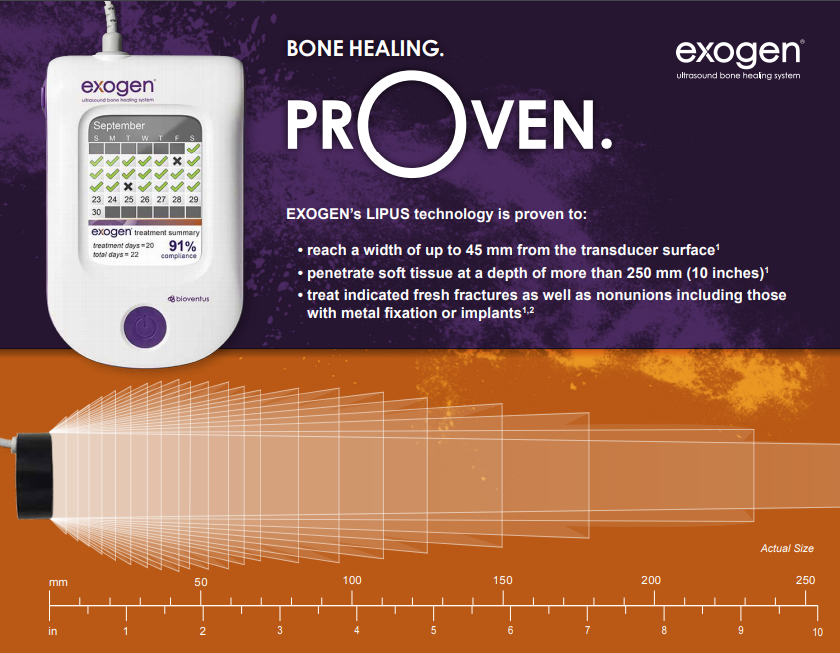 BONE HEALING.
PROVEN.
exogen®
ultrasound bone healing system
exogen®
ultrasound bone healing system
September
S M T W T F S
23 24 25 26 27 28 29
30
exogen® treatment summary
treatment days = 20
total days = 22
91%
compliance
bioventus
EXOGEN's LIPUS technology is proven to:
• reach a width of up to 45 mm from the transducer surface¹
• penetrate soft tissue at a depth of more than 250 mm (10 inches)¹
• treat indicated fresh fractures as well as nonunions including those
with metal fixation or implants¹,²
Actual Size
mm 50 100 150 200 250
in 1 2 3 4 5 6 7 8 9 10